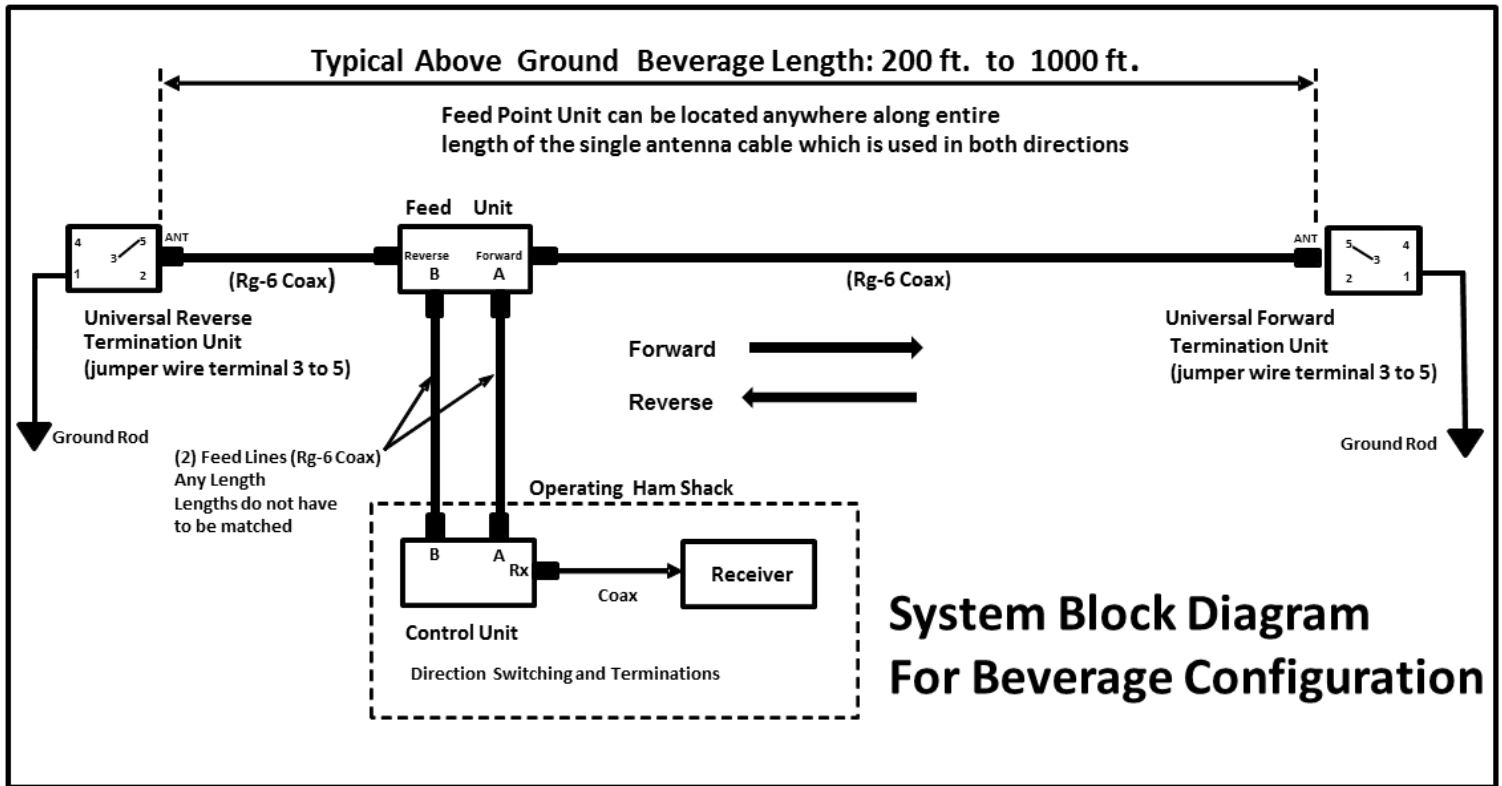 Typical Above Ground Beverage Length: 200 ft. to 1000 ft.
Feed Point Unit can be located anywhere along entire
length of the single antenna cable which is used in both directions
Feed Unit
4
5
3
1
2
ANT
(Rg-6 Coax)
Reverse
B
Forward
A
(Rg-6 Coax)
ANT
5
4
3
2
1
Universal Reverse
Termination Unit
(jumper wire terminal 3 to 5)
Universal Forward
Termination Unit
(jumper wire terminal 3 to 5)
Forward
Reverse
Ground Rod
Ground Rod
(2) Feed Lines (Rg-6 Coax)
Any Length
Lengths do not have
to be matched
Operating Ham Shack
B
A
Rx
Coax
Receiver
Control Unit
Direction Switching and Terminations
System Block Diagram
For Beverage Configuration